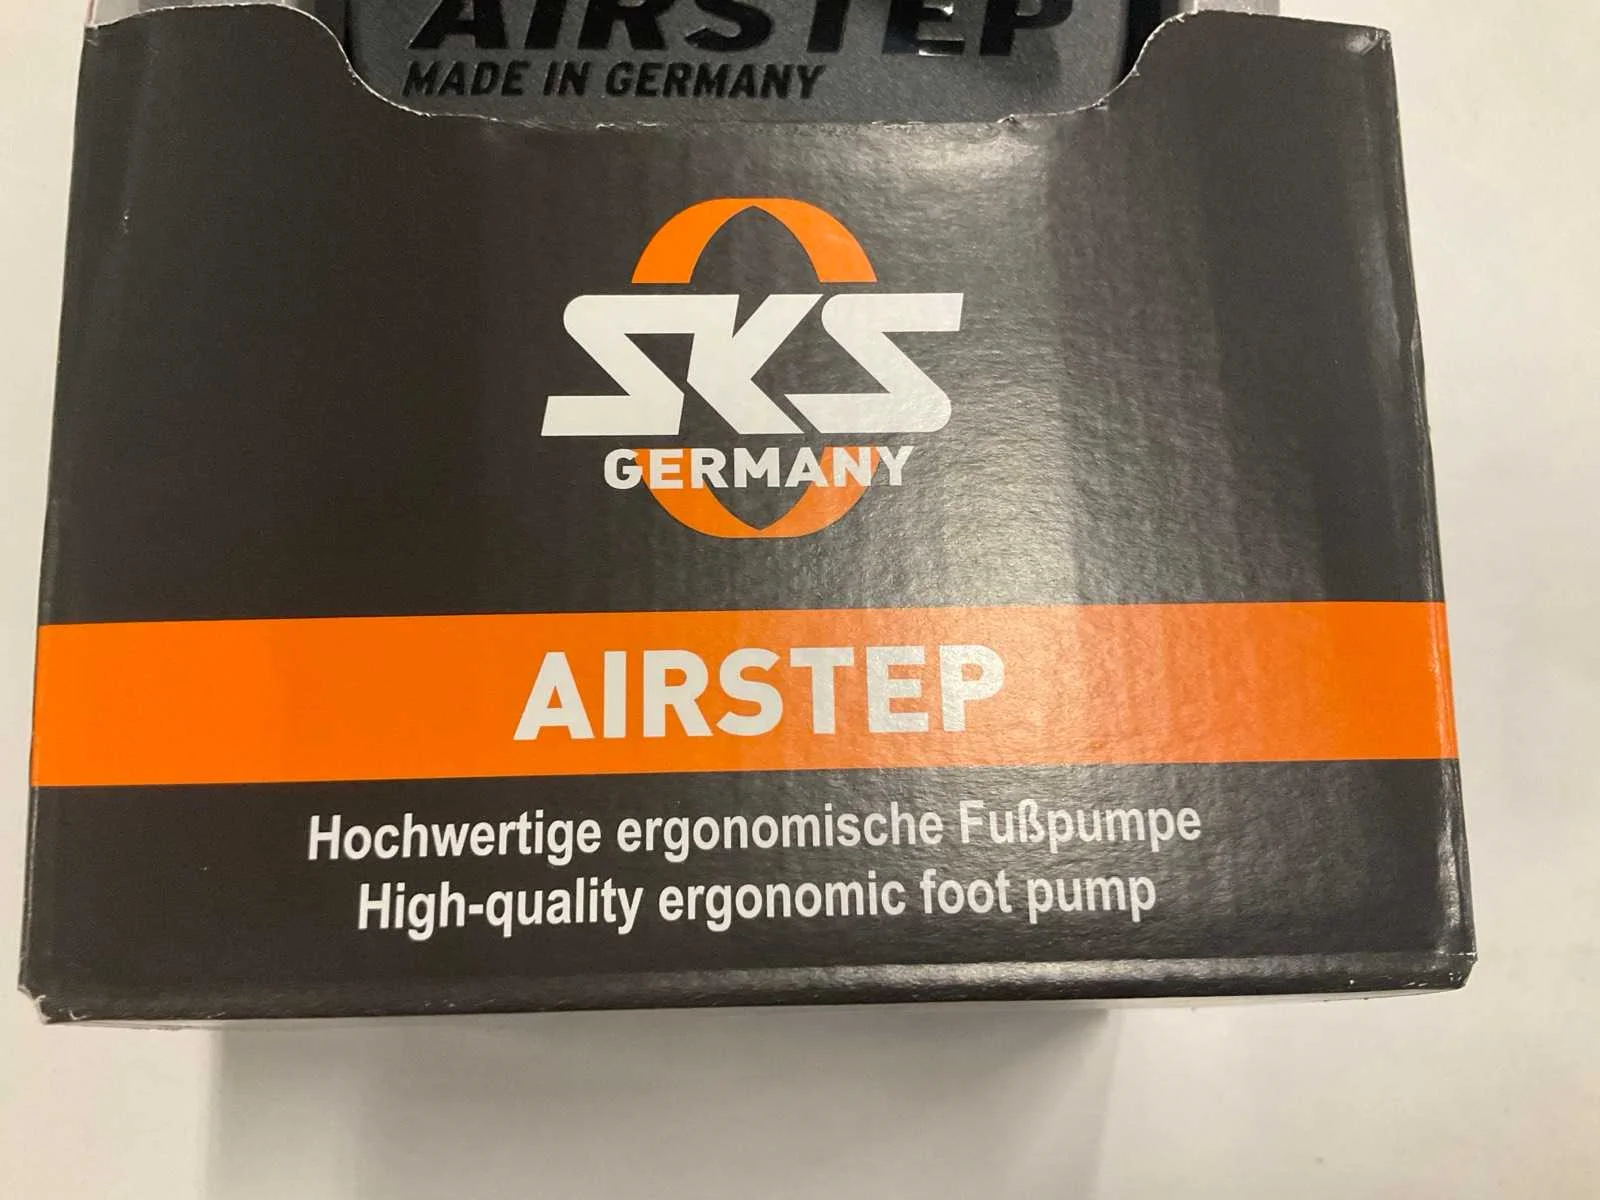 AIRSTEP
MADE IN GERMANY
SKS
GERMANY
AIRSTEP
Hochwertige ergonomische Fußpumpe
High-quality ergonomic foot pump